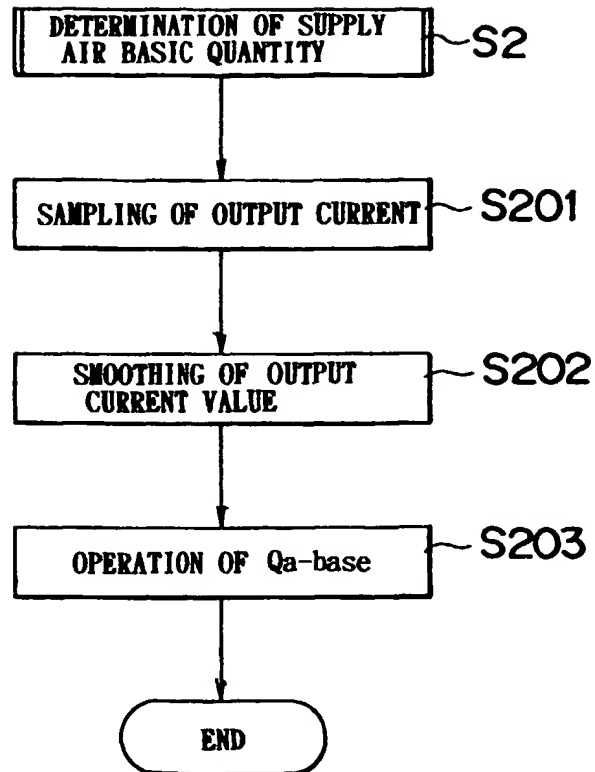 DETERMINATION OF SUPPLY
AIR BASIC QUANTITY
S2
SAMPLING OF OUTPUT CURRENT
S201
SMOOTHING OF OUTPUT
CURRENT VALUE
S202
OPERATION OF Qa-base
S203
END